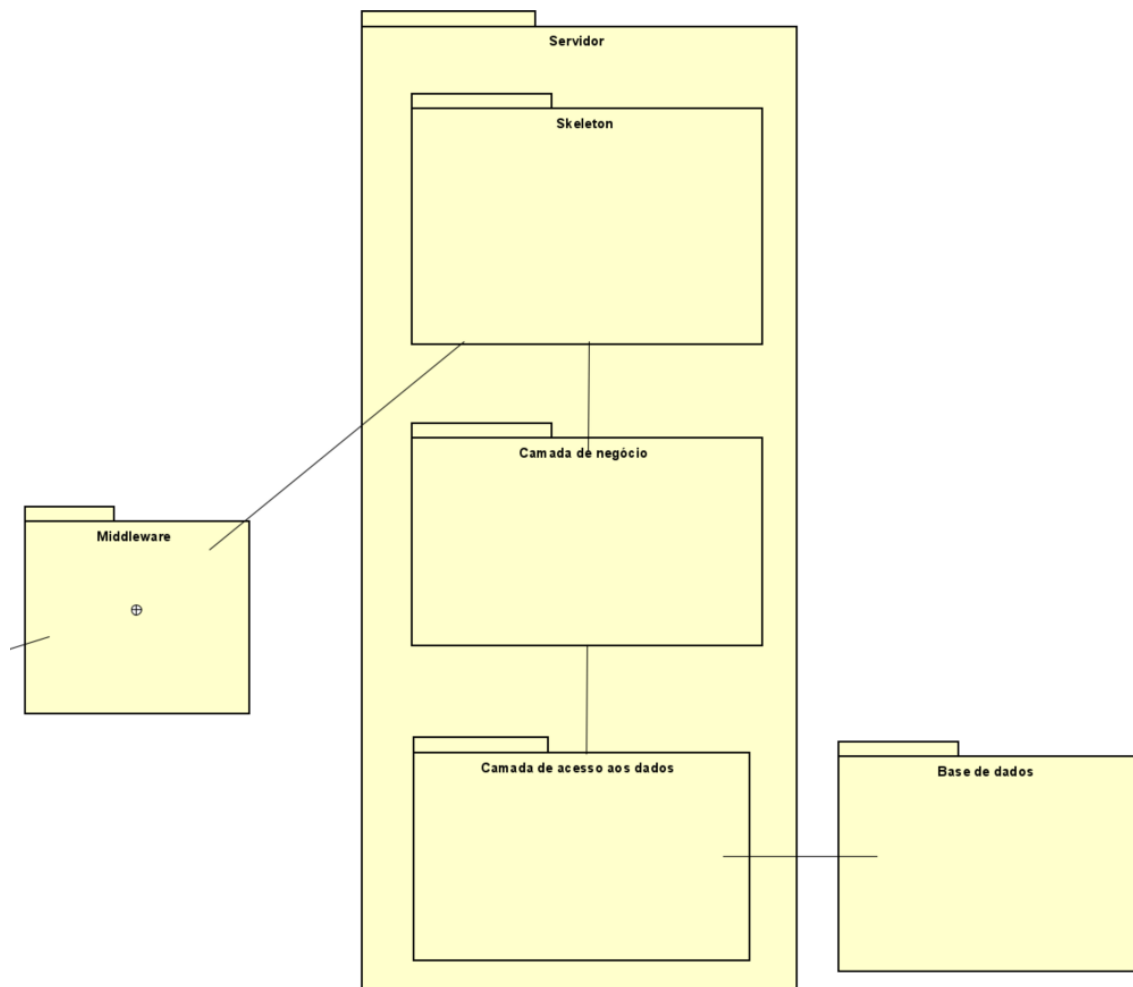 Servidor
Skeleton
Camada de negócio
Middleware
Camada de acesso aos dados
Base de dados